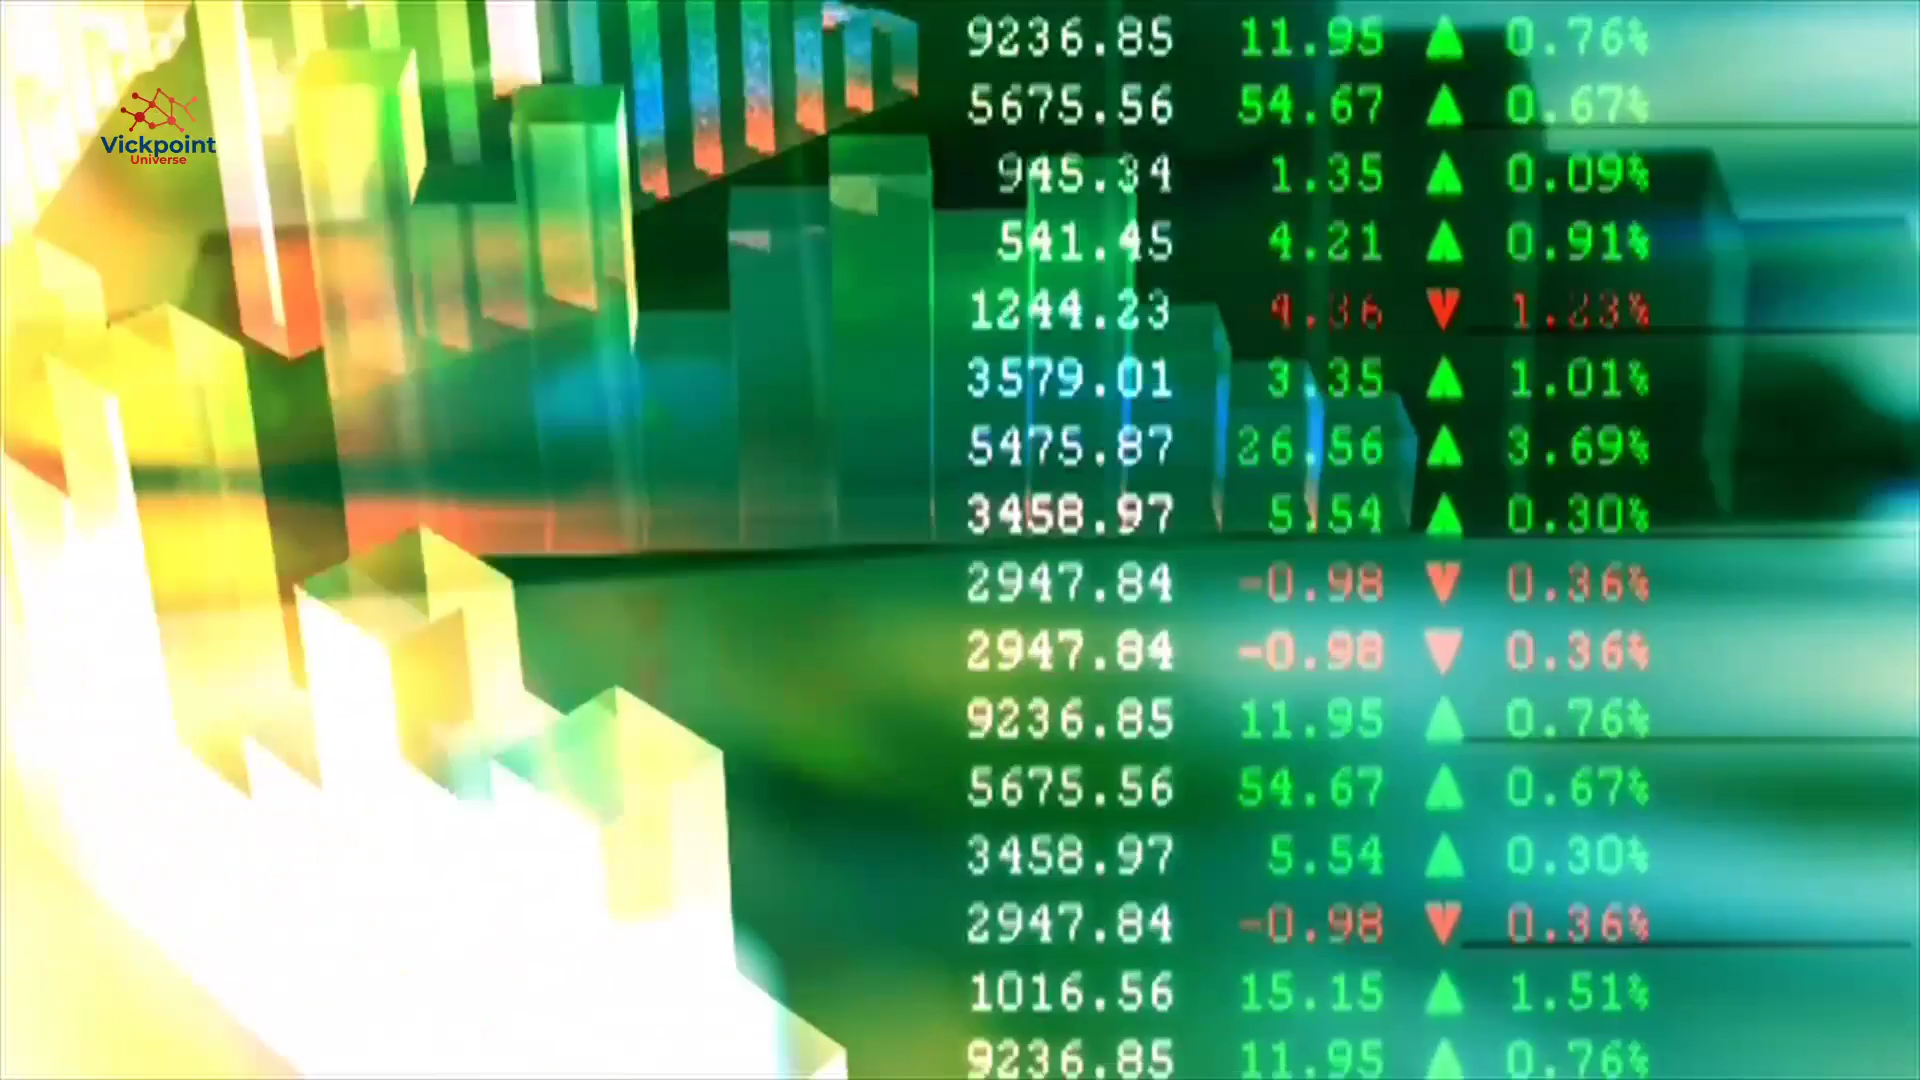 9236.85 11.95 ▲ 0.76%
5675.56 54.67 ▲ 0.67%
Vickpoint
Universe
945.34 1.35 ▲ 0.09%
541.45 4.21 ▲ 0.91%
1244.23 4.36 ▼ 1.23%
3579.01 3.35 ▲ 1.01%
5475.87 26.56 ▲ 3.69%
3458.97 5.54 ▲ 0.30%
2947.84 -0.98 ▼ 0.36%
2947.84 -0.98 ▼ 0.36%
9236.85 11.95 ▲ 0.76%
5675.56 54.67 ▲ 0.67%
3458.97 5.54 ▲ 0.30%
2947.84 -0.98 ▼ 0.36%
1016.56 15.15 ▲ 1.51%
9236.85 11.95 ▲ 0.76%